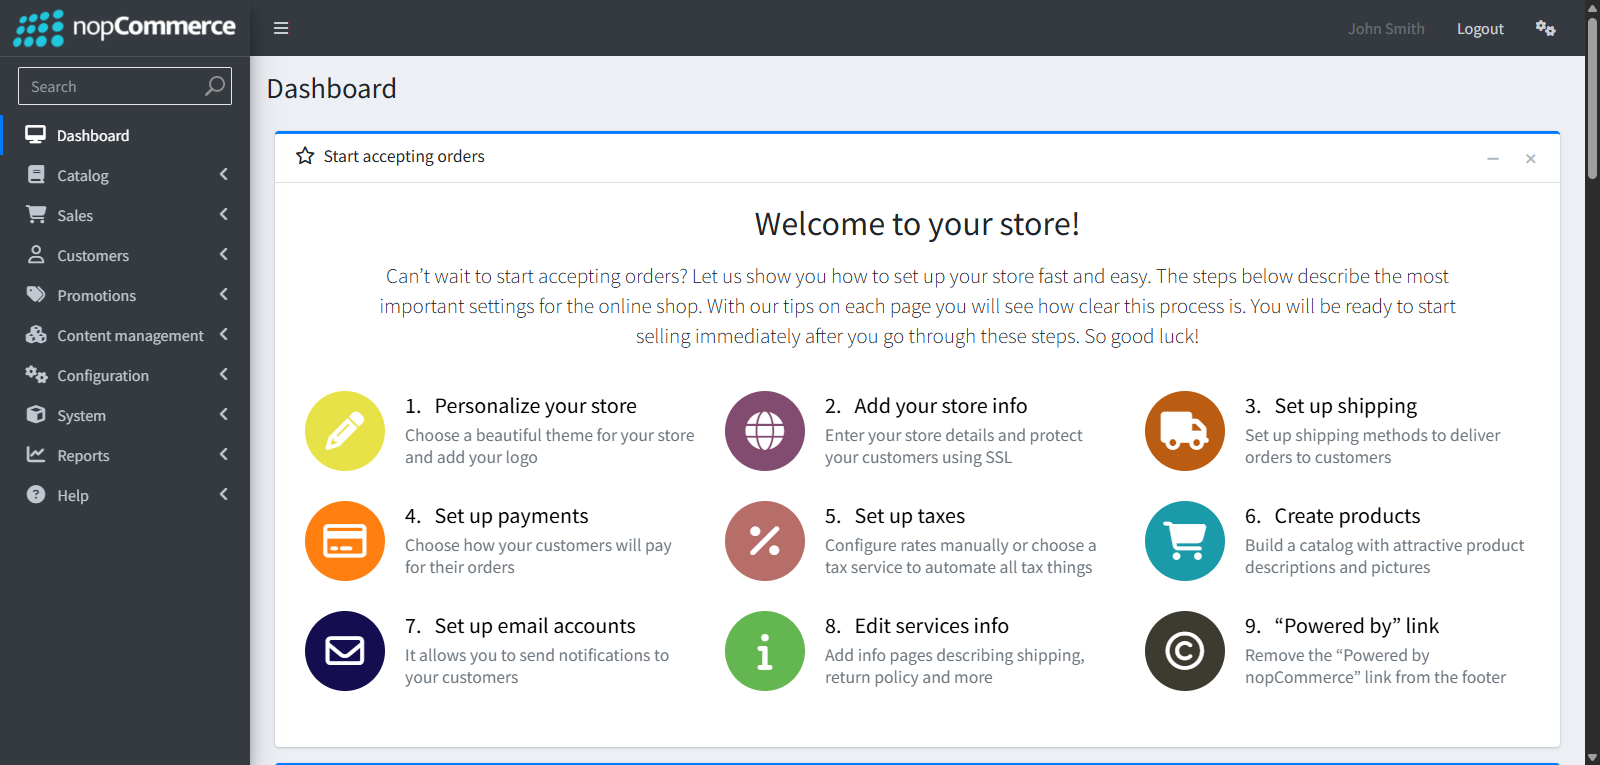 nopCommerce
John Smith
Logout
Search
Dashboard
Catalog
Sales
Customers
Promotions
Content management
Configuration
System
Reports
Help
Dashboard
Start accepting orders
Welcome to your store!
Can’t wait to start accepting orders? Let us show you how to set up your store fast and easy. The steps below describe the most
important settings for the online shop. With our tips on each page you will see how clear this process is. You will be ready to start
selling immediately after you go through these steps. So good luck!
1. Personalize your store
Choose a beautiful theme for your store
and add your logo
2. Add your store info
Enter your store details and protect
your customers using SSL
3. Set up shipping
Set up shipping methods to deliver
orders to customers
4. Set up payments
Choose how your customers will pay
for their orders
5. Set up taxes
Configure rates manually or choose a
tax service to automate all tax things
6. Create products
Build a catalog with attractive product
descriptions and pictures
7. Set up email accounts
It allows you to send notifications to
your customers
8. Edit services info
Add info pages describing shipping,
return policy and more
9. “Powered by” link
Remove the “Powered by
nopCommerce” link from the footer